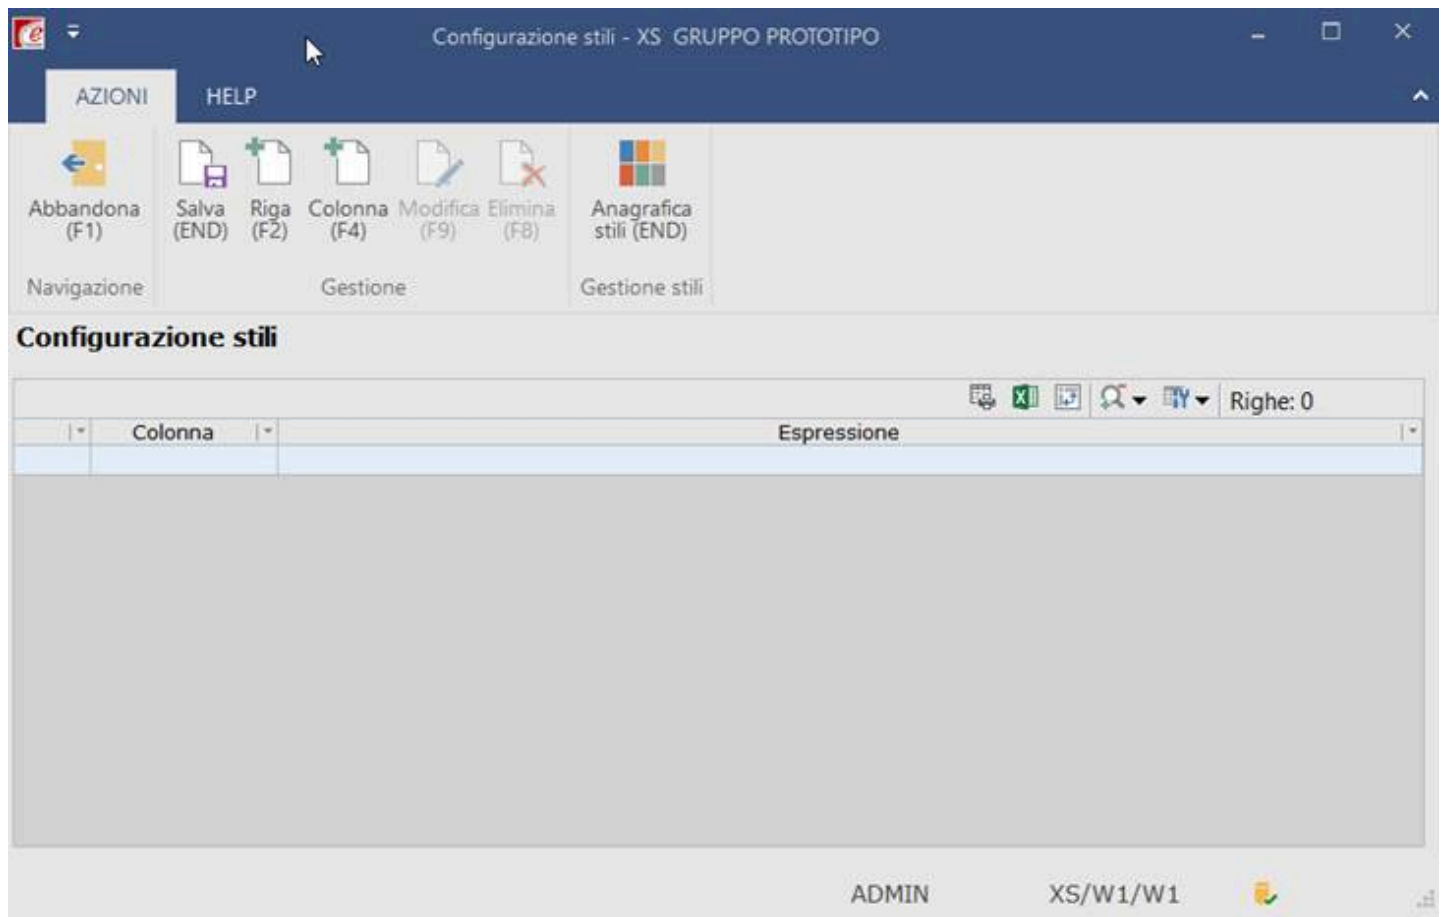 Configurazione stili - XS GRUPPO PROTOTIPO
AZIONI HELP
Abbandona (F1)
Salva (END)
Riga (F2)
Colonna (F4)
Modifica (F9)
Elimina (F8)
Anagrafica stili (END)
Navigazione Gestione Gestione stili
Configurazione stili
Righe: 0
Colonna Espressione
ADMIN XS/W1/W1